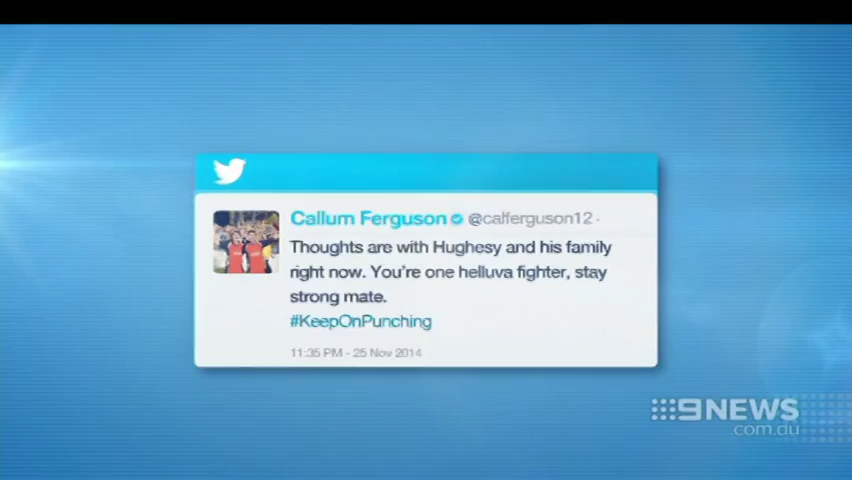 Callum Ferguson @calferguson12 ·
Thoughts are with Hughesy and his family
right now. You're one helluva fighter, stay
strong mate.
#KeepOnPunching
11:35 PM - 25 Nov 2014
9NEWS
com.au